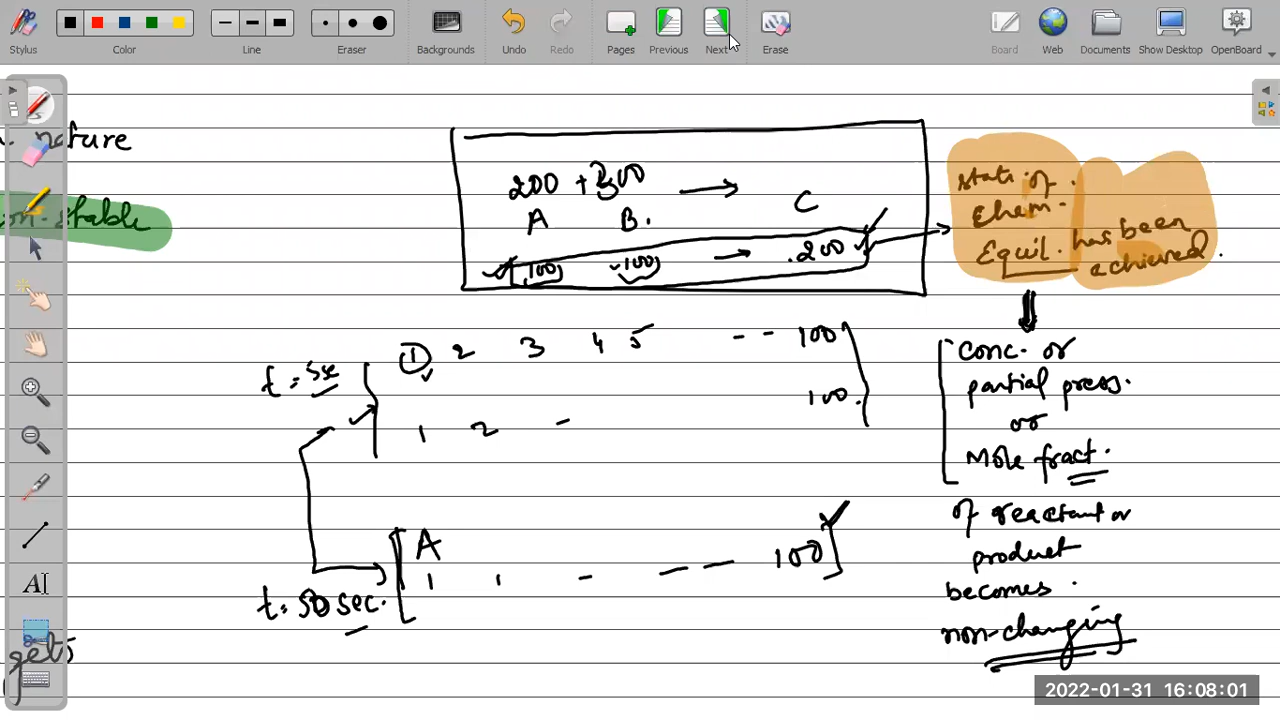 Stylus
Color
Line
Eraser
Backgrounds
Undo
Redo
Pages
Previous
Next
Erase
Board
Web
Documents
Show Desktop
OpenBoard
nature
stable
200 + 300 → C
A B.
100 100 → .200
State of
Chem.
Equil. has been
achieved.
t = 5 sec
1 2 3 4 5 - - 100
100.
1 2 -
A
1 - - - 100
t = 50 sec.
Conc. or
partial press.
or
Mole fract.
of reactant or
product
becomes
non-changing
gets
2022-01-31 16:08:01